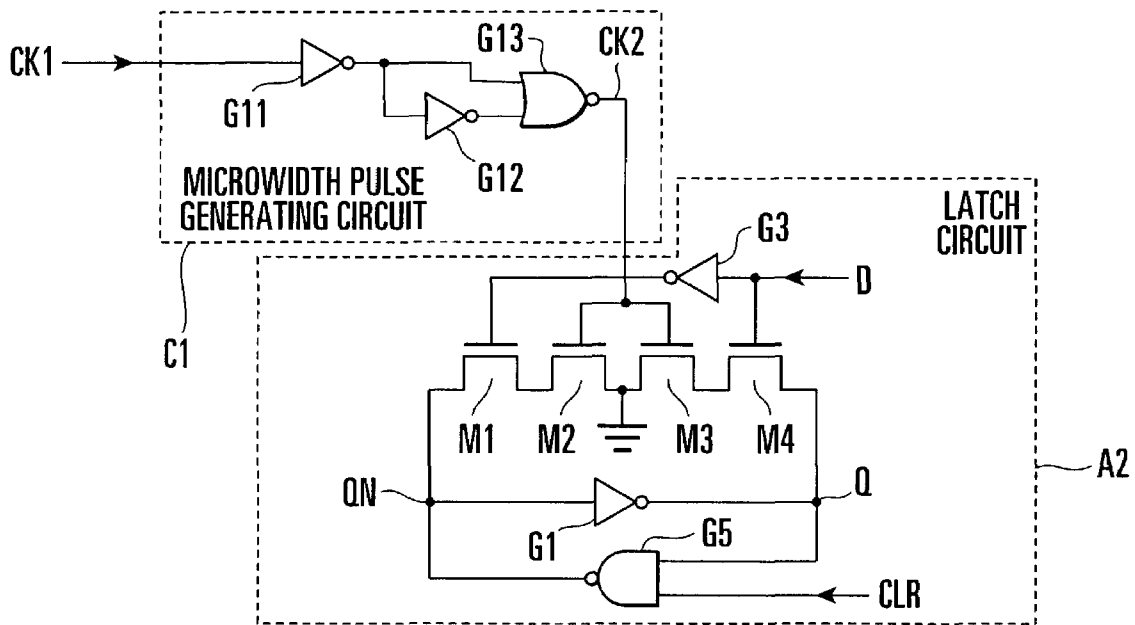 CK1
G11
G12
G13
CK2
MICROWIDTH PULSE
GENERATING CIRCUIT
C1
LATCH
CIRCUIT
G3
D
M1
M2
M3
M4
A2
QN
Q
G1
G5
CLR